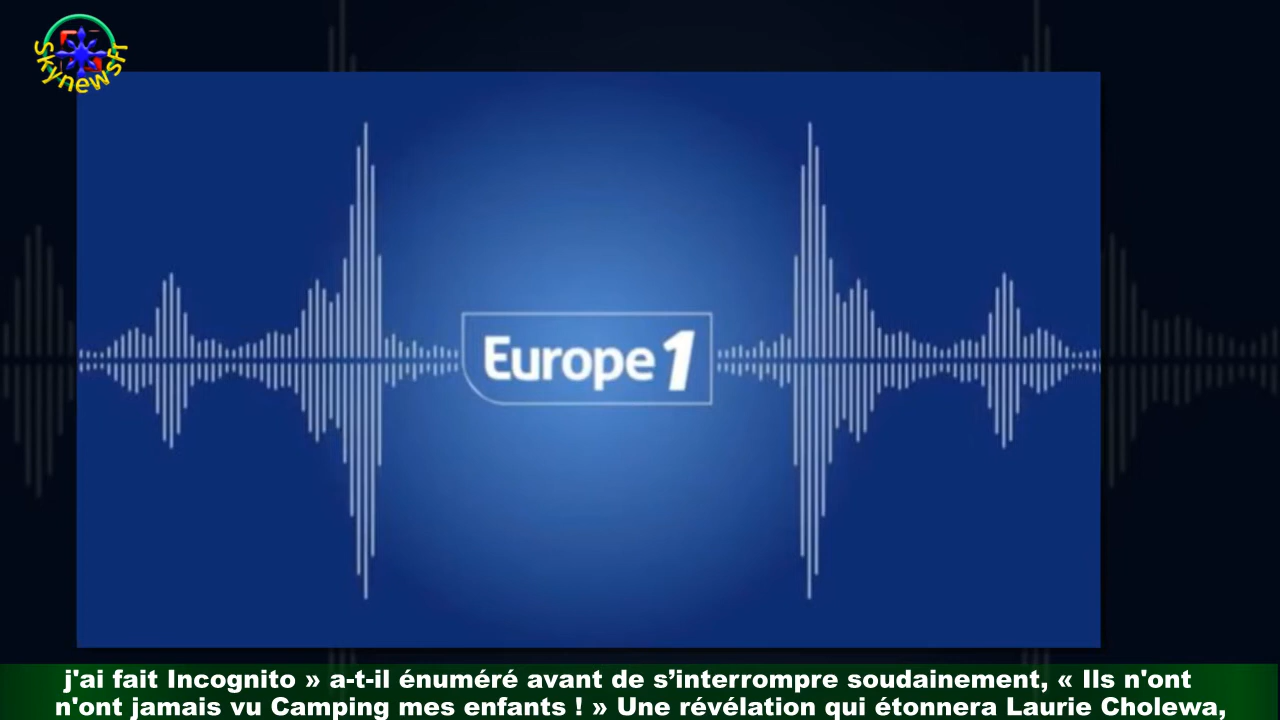 Skynewsfr
Europe 1
j'ai fait Incognito » a-t-il énuméré avant de s’interrompre soudainement, « Ils n'ont
n'ont jamais vu Camping mes enfants ! » Une révélation qui étonnera Laurie Cholewa,